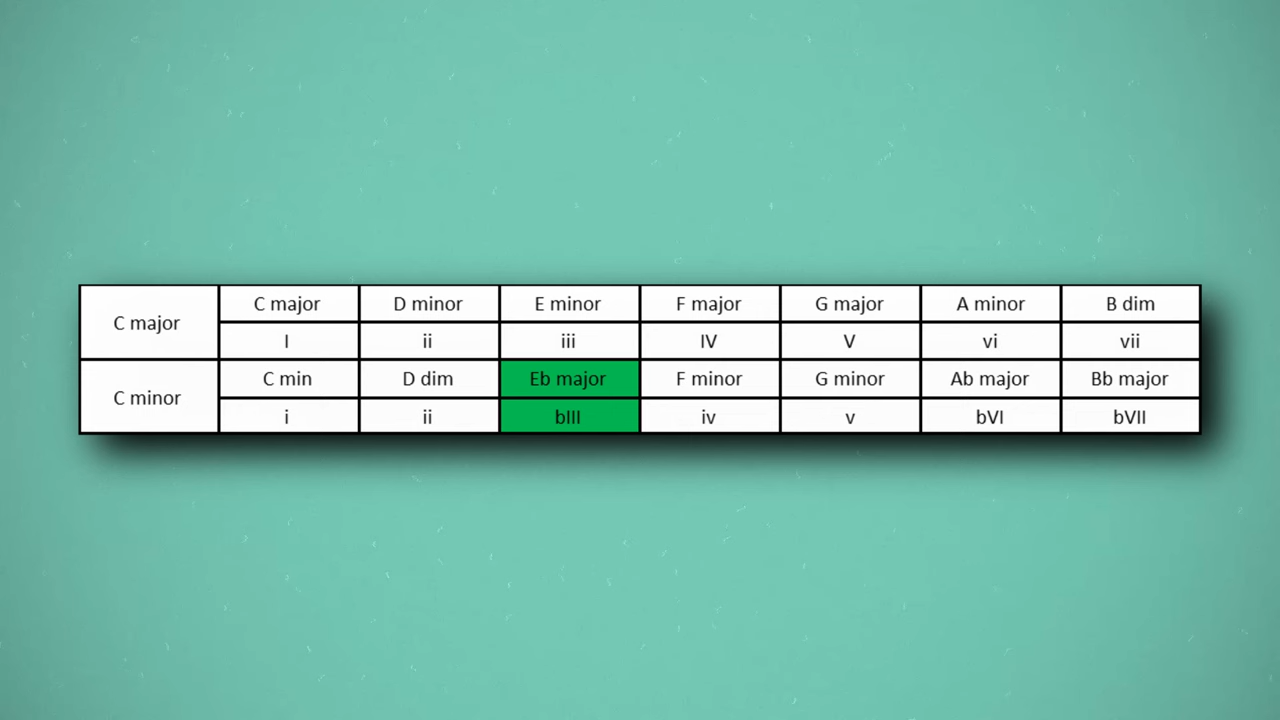 C major C major D minor E minor F major G major A minor B dim
I ii iii IV V vi vii
C minor C min D dim Eb major F minor G minor Ab major Bb major
i ii bIII iv v bVI bVII